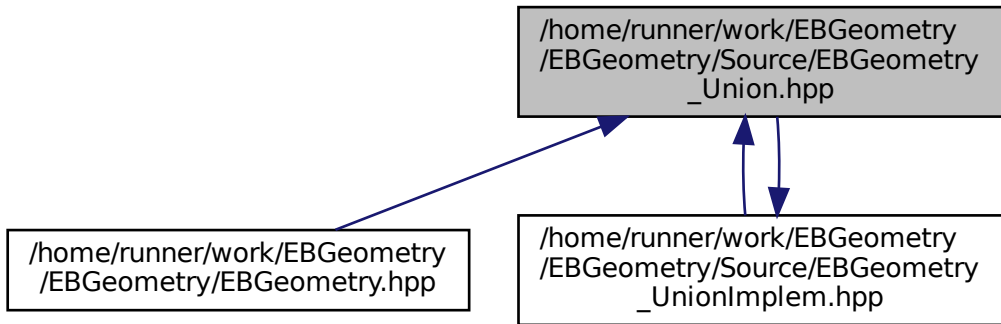 /home/runner/work/EBGeometry
/EBGeometry/Source/EBGeometry
_Union.hpp
/home/runner/work/EBGeometry
/EBGeometry/EBGeometry.hpp
/home/runner/work/EBGeometry
/EBGeometry/Source/EBGeometry
_UnionImplem.hpp